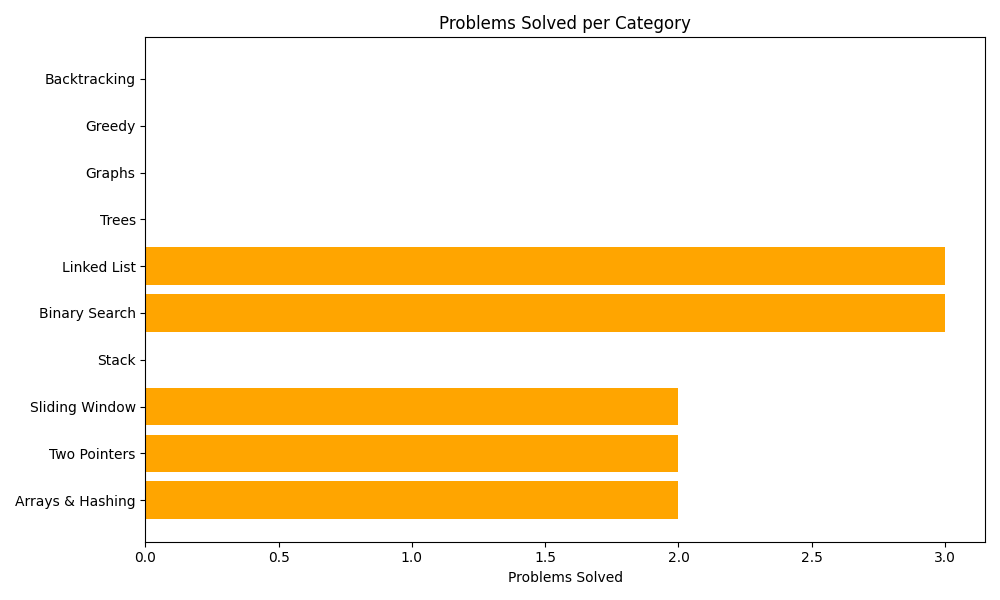 Problems Solved per Category
Backtracking
Greedy
Graphs
Trees
Linked List
Binary Search
Stack
Sliding Window
Two Pointers
Arrays & Hashing
0.0 0.5 1.0 1.5 2.0 2.5 3.0
Problems Solved